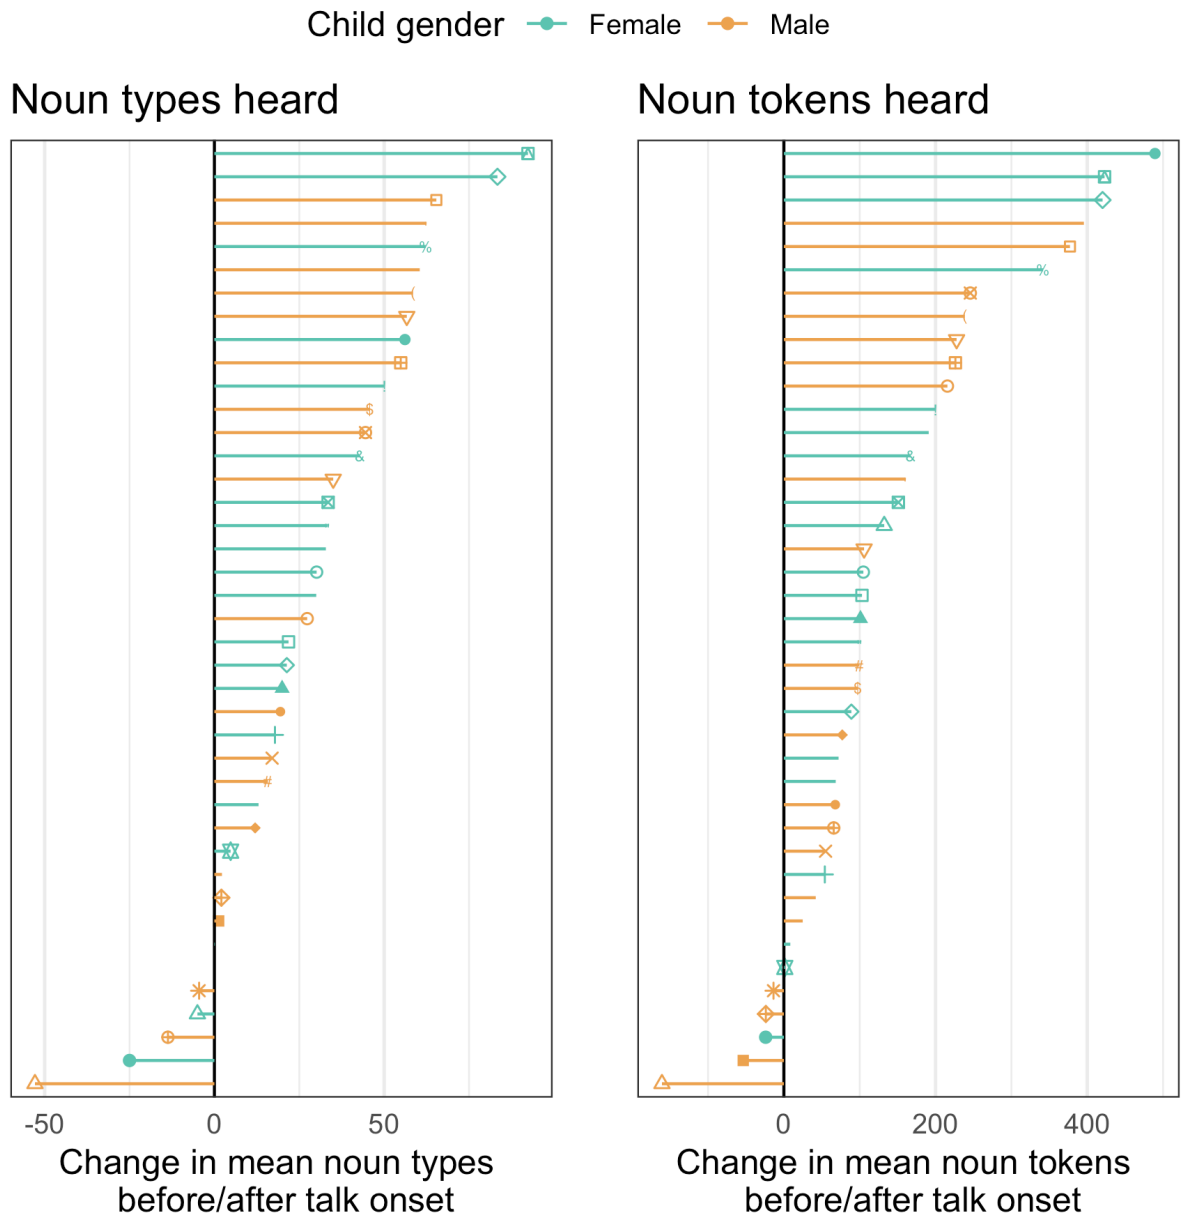 Child gender Female Male
Noun types heard
Noun tokens heard
%
(
!
$
&
#
%
(
!
&
#
$
-50 0 50
0 200 400
Change in mean noun types
before/after talk onset
Change in mean noun tokens
before/after talk onset